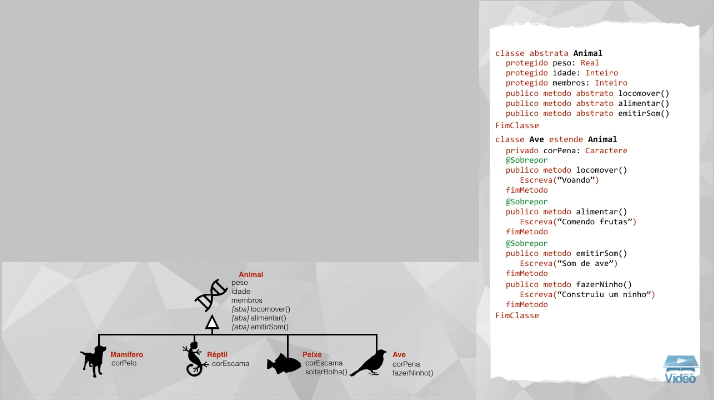 classe abstrata Animal
protegido peso: Real
protegido idade: Inteiro
protegido membros: Inteiro
publico metodo abstrato locomover()
publico metodo abstrato alimentar()
publico metodo abstrato emitirSom()
FimClasse
classe Ave estende Animal
privado corPena: Caractere
@Sobrepor
publico metodo locomover()
Escreva(“Voando”)
fimMetodo
@Sobrepor
publico metodo alimentar()
Escreva(“Comendo frutas”)
fimMetodo
@Sobrepor
publico metodo emitirSom()
Escreva(“Som de ave”)
fimMetodo
publico metodo fazerNinho()
Escreva(“Construiu um ninho”)
fimMetodo
FimClasse
Animal
peso
idade
membros
[abs] locomover()
[abs] alimentar()
[abs] emitirSom()
Mamífero
corPelo
Réptil
corEscama
Peixe
corEscama
soltarBolha()
Ave
corPena
fazerNinho()
Vídeo